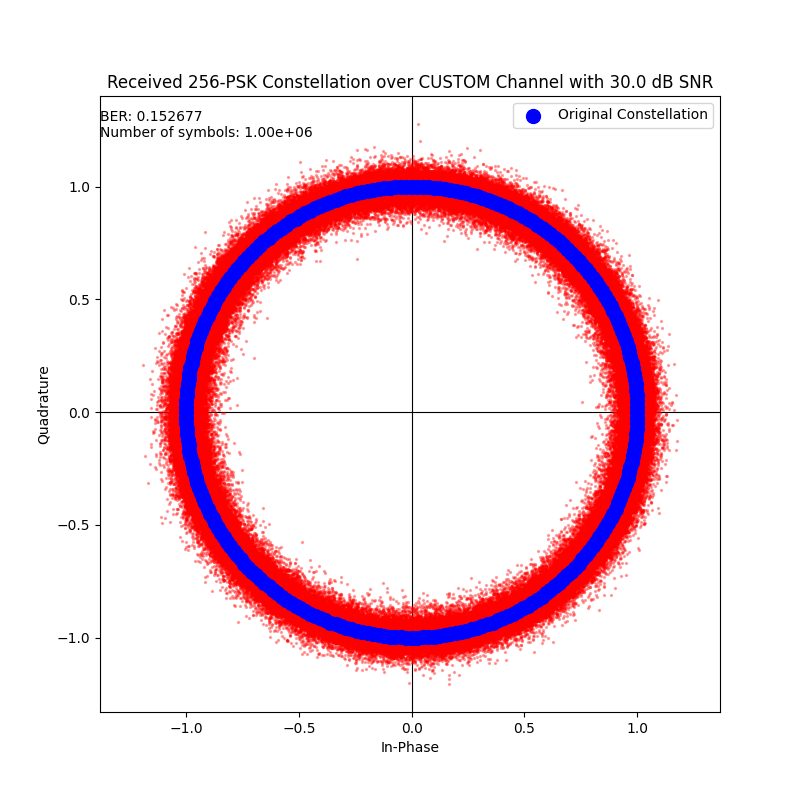 Received 256-PSK Constellation over CUSTOM Channel with 30.0 dB SNR
BER: 0.152677
Number of symbols: 1.00e+06
Original Constellation
1.0
0.5
0.0
−0.5
−1.0
Quadrature
−1.0
−0.5
0.0
0.5
1.0
In-Phase